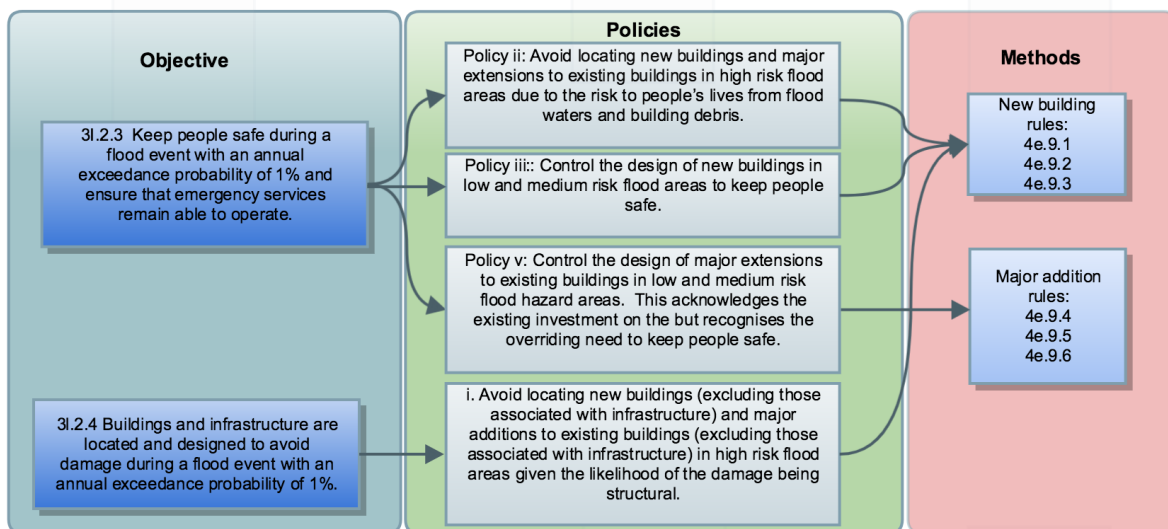 Objective
3I.2.3 Keep people safe during a
flood event with an annual
exceedance probability of 1% and
ensure that emergency services
remain able to operate.
3I.2.4 Buildings and infrastructure are
located and designed to avoid
damage during a flood event with an
annual exceedance probability of 1%.
Policies
Policy ii: Avoid locating new buildings and major
extensions to existing buildings in high risk flood
areas due to the risk to people’s lives from flood
waters and building debris.
Policy iii:: Control the design of new buildings in
low and medium risk flood areas to keep people
safe.
Policy v: Control the design of major extensions
to existing buildings in low and medium risk
flood hazard areas. This acknowledges the
existing investment on the but recognises the
overriding need to keep people safe.
i. Avoid locating new buildings (excluding those
associated with infrastructure) and major
additions to existing buildings (excluding those
associated with infrastructure) in high risk flood
areas given the likelihood of the damage being
structural.
Methods
New building
rules:
4e.9.1
4e.9.2
4e.9.3
Major addition
rules:
4e.9.4
4e.9.5
4e.9.6